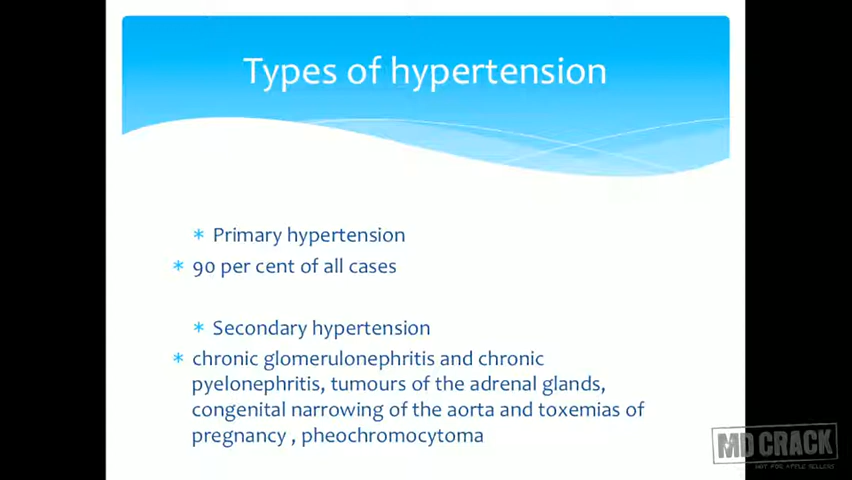 Types of hypertension
* Primary hypertension
* 90 per cent of all cases
* Secondary hypertension
* chronic glomerulonephritis and chronic
pyelonephritis, tumours of the adrenal glands,
congenital narrowing of the aorta and toxemias of
pregnancy , pheochromocytoma
MD CRACK
NOT FOR APPLE SELLERS